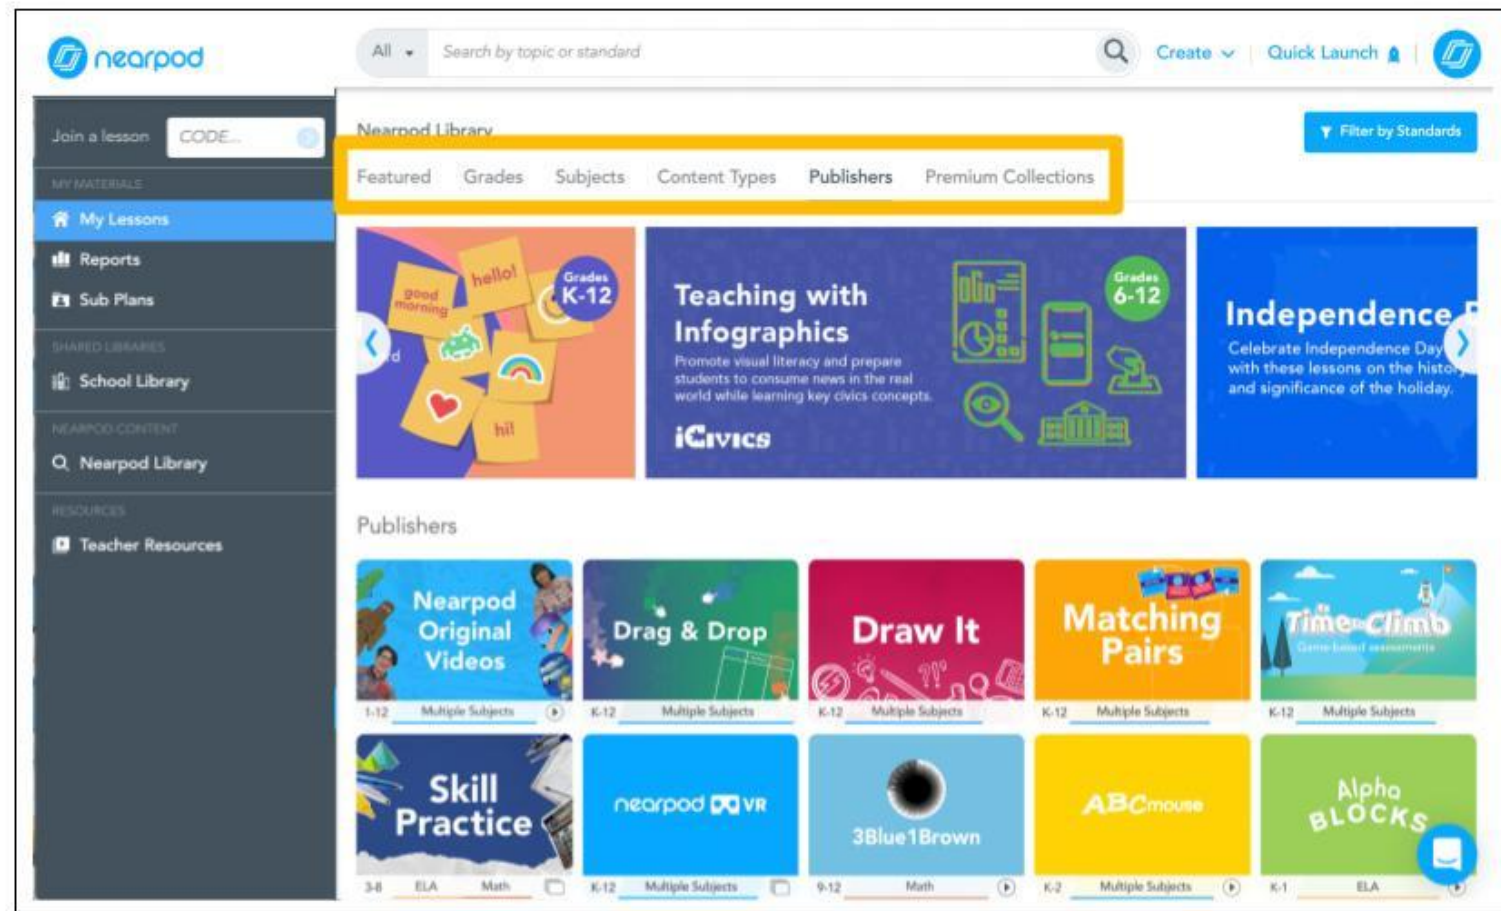 nearpod
All
Search by topic or standard
Create
Quick Launch
Join a lesson
CODE...
MY MATERIALS
My Lessons
Reports
Sub Plans
SHARED LIBRARIES
School Library
NEARPOD CONTENT
Nearpod Library
RESOURCES
Teacher Resources
Nearpod Library
Filter by Standards
Featured Grades Subjects Content Types Publishers Premium Collections
good morning
hello!
hi!
Grades
K-12
Teaching with
Infographics
Promote visual literacy and prepare
students to consume news in the real
world while learning key civics concepts.
iCivics
Grades
6-12
Independence
Celebrate Independence Day
with these lessons on the history
and significance of the holiday.
Publishers
Nearpod
Original
Videos
1-12 Multiple Subjects
Drag & Drop
K-12 Multiple Subjects
Draw It
K-12 Multiple Subjects
Matching
Pairs
K-12 Multiple Subjects
Time to Climb
Game-based assessments
K-12 Multiple Subjects
Skill
Practice
3-8 ELA Math
nearpod VR
K-12 Multiple Subjects
3Blue1Brown
9-12 Math
ABCmouse
K-2 Multiple Subjects
Alpha
BLOCKS
K-1 ELA